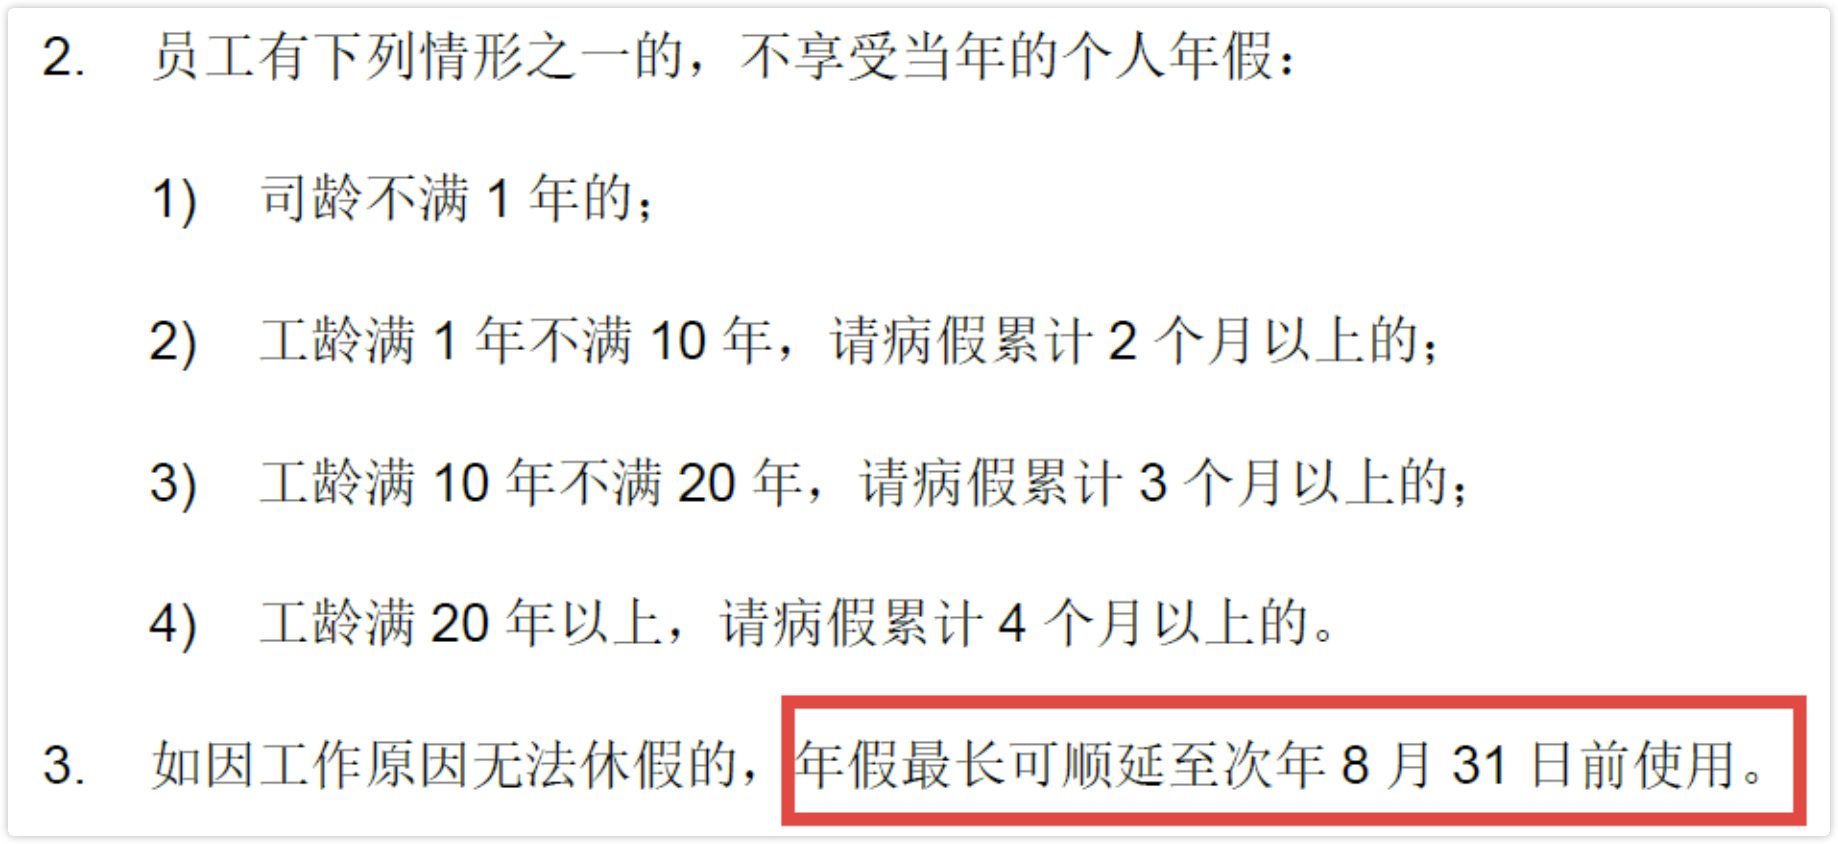 2. 员工有下列情形之一的，不享受当年的个人年假：
1) 司龄不满 1 年的；
2) 工龄满 1 年不满 10 年，请病假累计 2 个月以上的；
3) 工龄满 10 年不满 20 年，请病假累计 3 个月以上的；
4) 工龄满 20 年以上，请病假累计 4 个月以上的。
3. 如因工作原因无法休假的，年假最长可顺延至次年 8 月 31 日前使用。